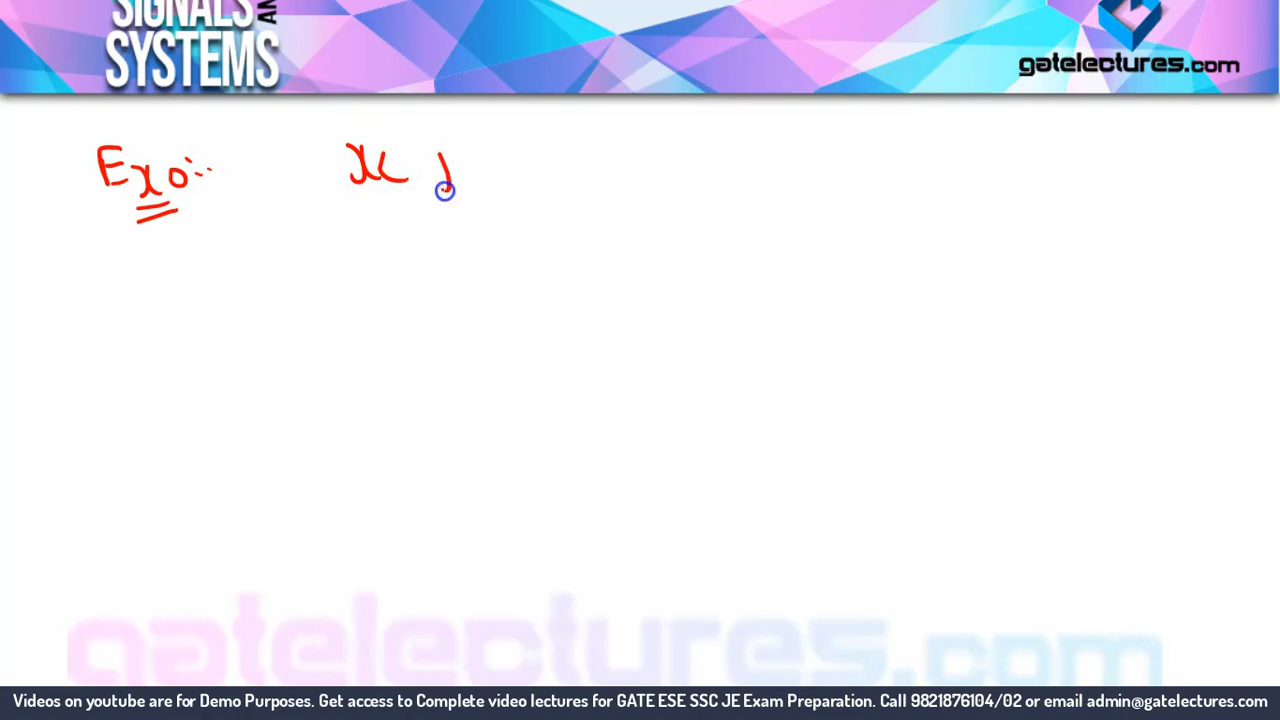 SIGNALS AND
SYSTEMS
gatelectures.com
Exo:- x
gatelectures.com
Videos on youtube are for Demo Purposes. Get access to Complete video lectures for GATE ESE SSC JE Exam Preparation. Call 9821876104/02 or email admin@gatelectures.com